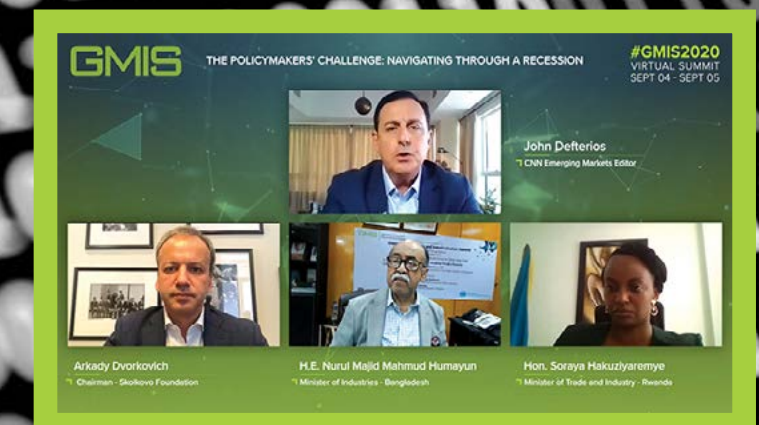 GMIS
THE POLICYMAKERS' CHALLENGE: NAVIGATING THROUGH A RECESSION
#GMIS2020
VIRTUAL SUMMIT
SEPT 04 - SEPT 05
John Defterios
CNN Emerging Markets Editor
GMIS
Arkady Dvorkovich
Chairman - Skolkovo Foundation
H.E. Nurul Majid Mahmud Humayun
Minister of Industries - Bangladesh
Hon. Soraya Hakuziyaremye
Minister of Trade and Industry - Rwanda